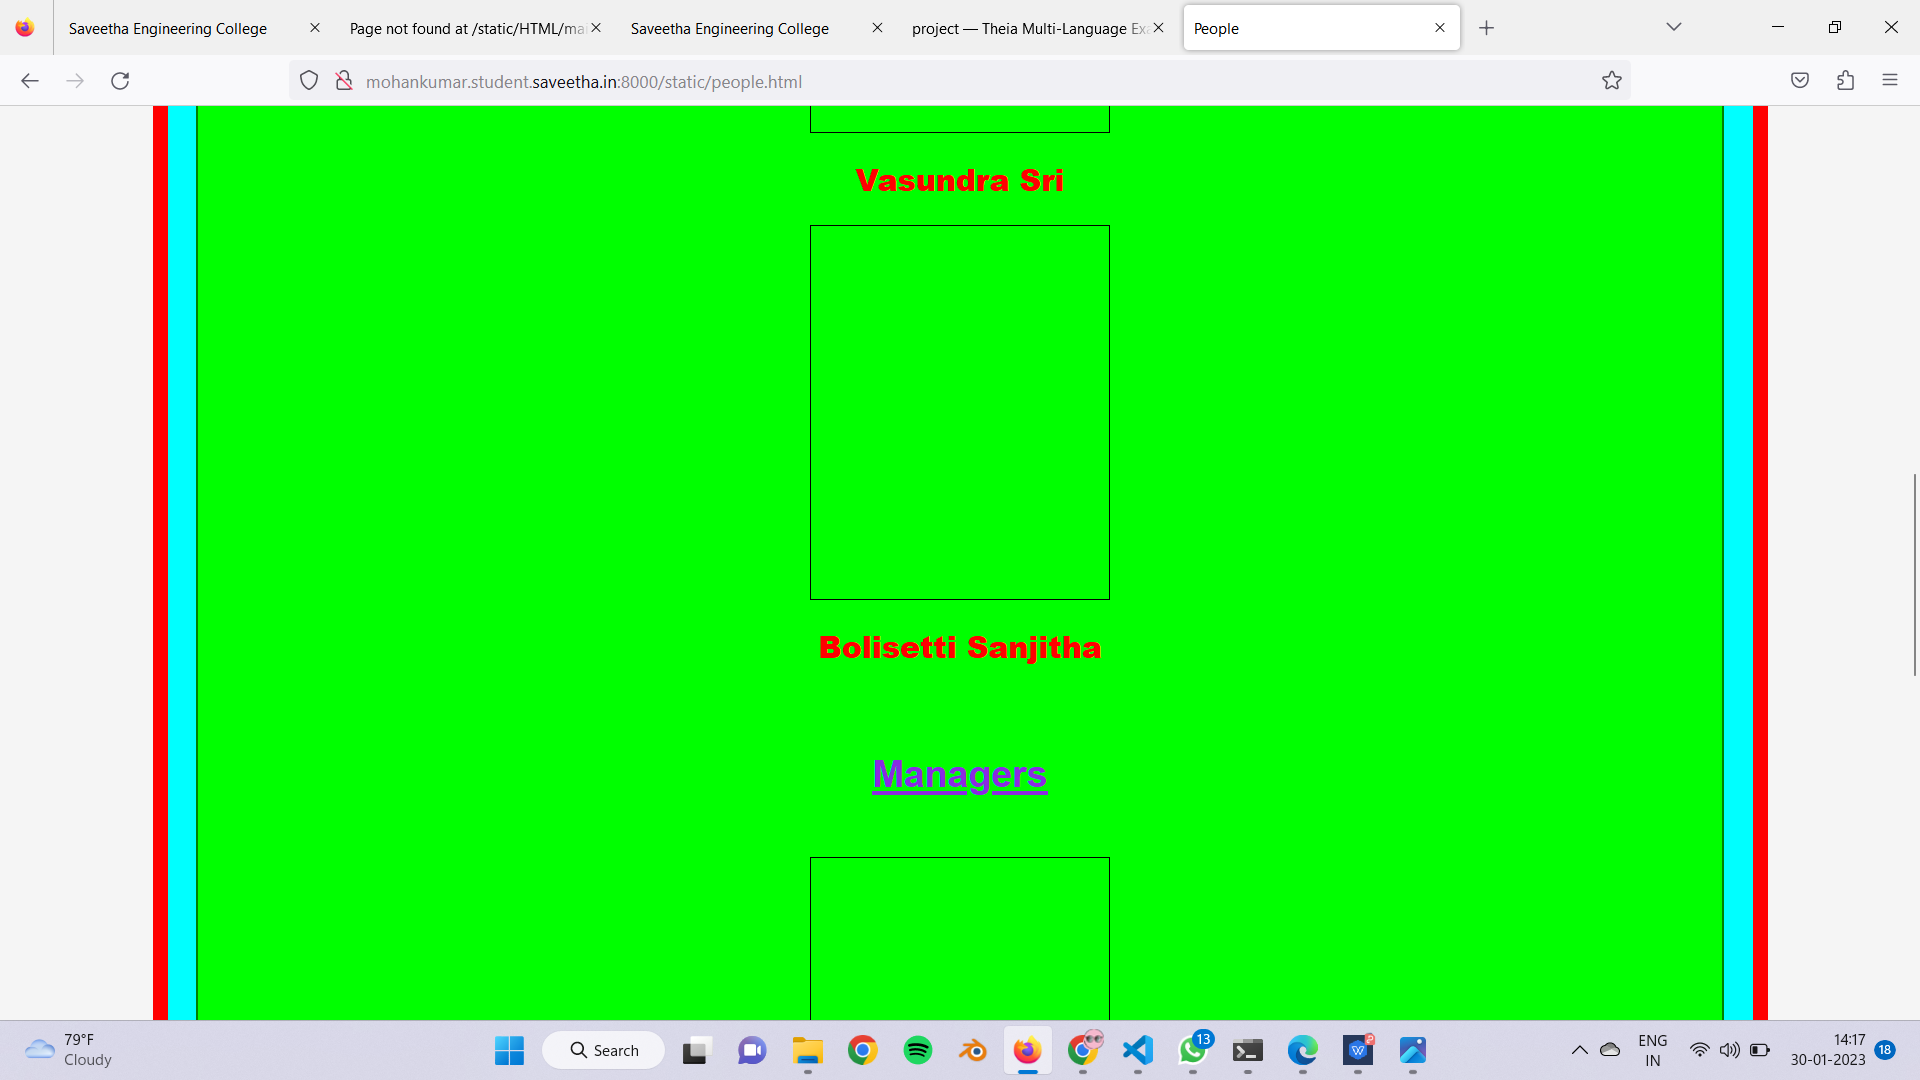 Saveetha Engineering College
Page not found at /static/HTML/mai
Saveetha Engineering College
project — Theia Multi-Language Exa
People
mohankumar.student.saveetha.in:8000/static/people.html
Vasundra Sri
Bolisetti Sanjitha
Managers
79°F
Cloudy
Search
13
ENG
IN
14:17
30-01-2023
18